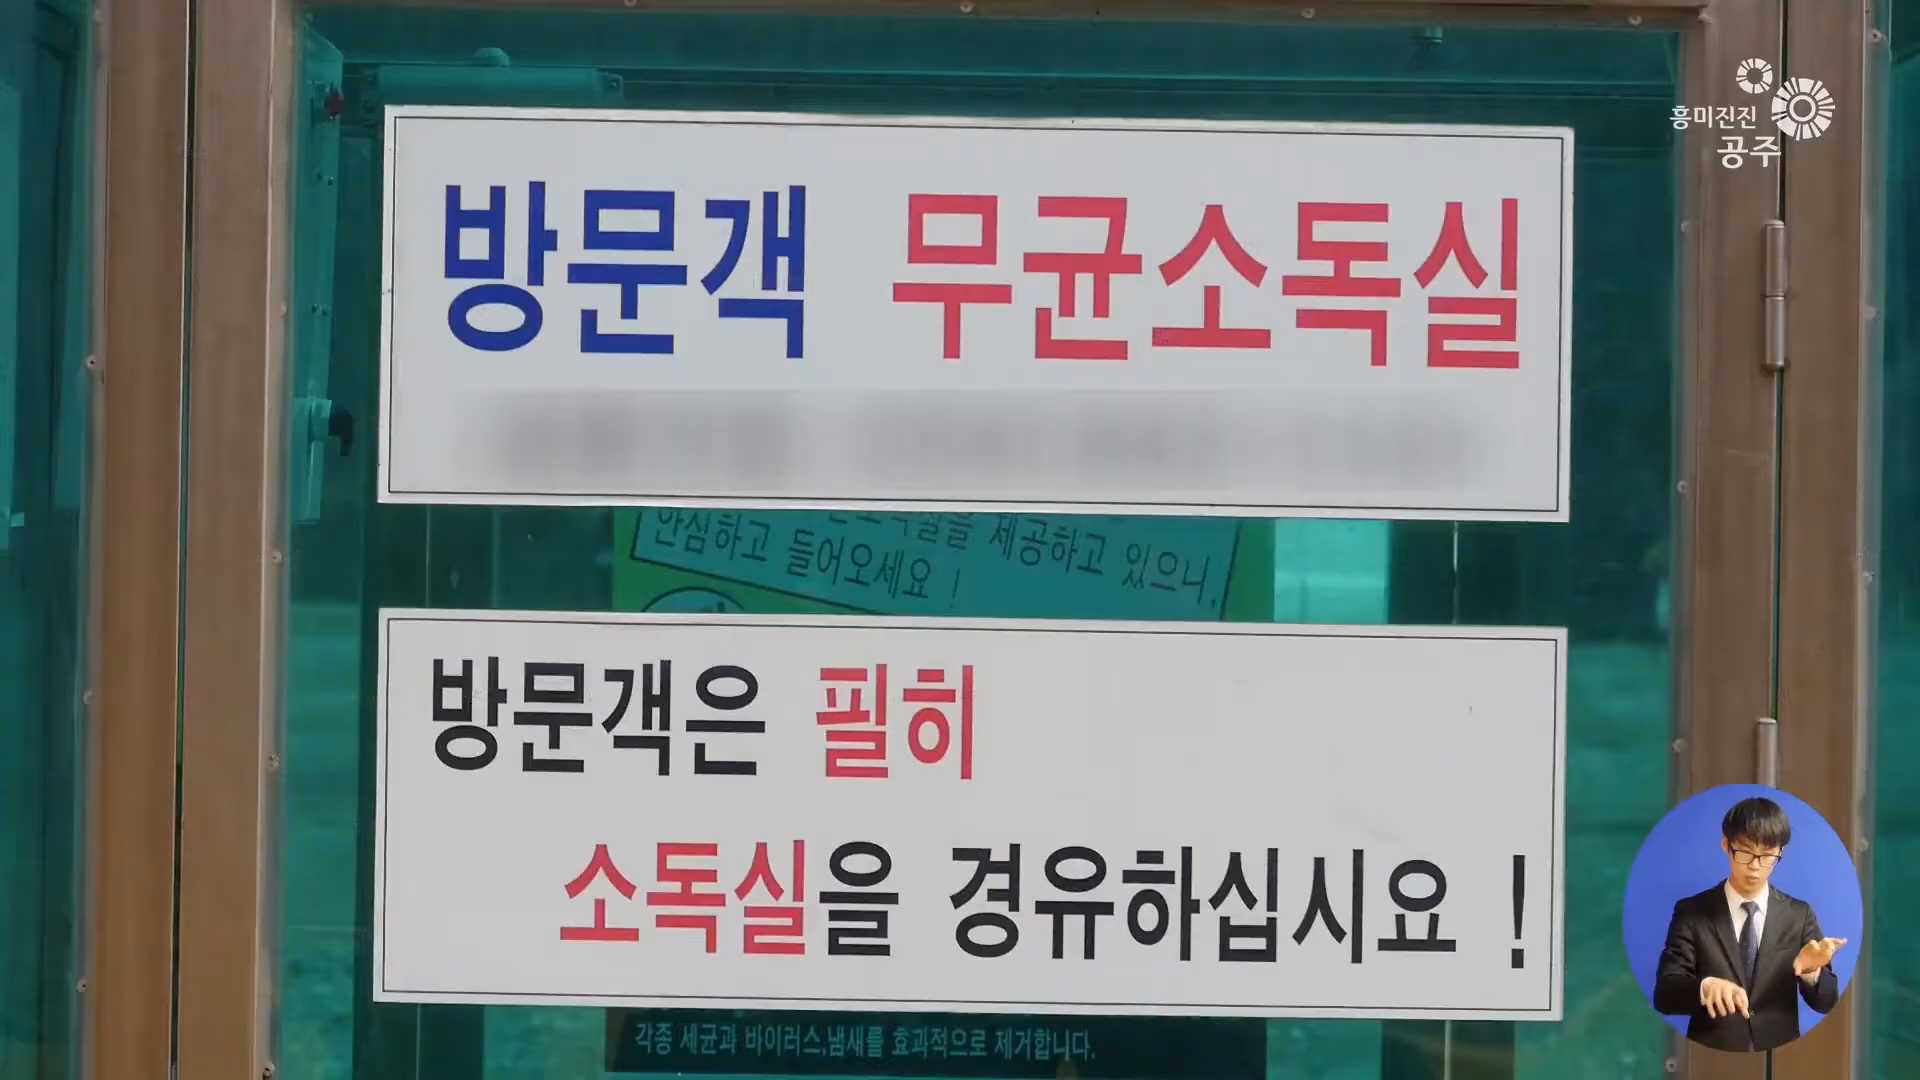 흥미진진
공주
방문객 무균소독실
제공하고 있으니,
안심하고 들어오세요 !
방문객은 필히
소독실을 경유하십시요 !
각종 세균과 바이러스,냄새를 효과적으로 제거합니다.